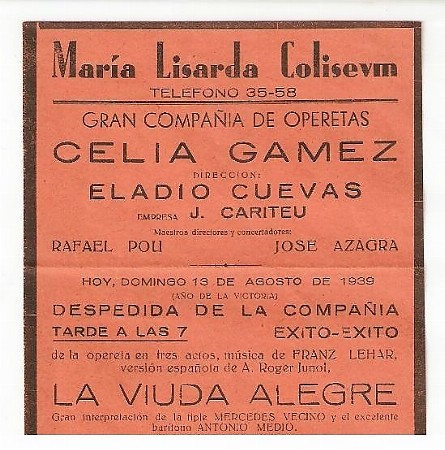 María Lisarda Colisevm
TELEFONO 35-58
GRAN COMPAÑIA DE OPERETAS
CELIA GAMEZ
DIRECCION:
ELADIO CUEVAS
EMPRESA J. CARITEU
Maestros directores y concertadores:
RAFAEL POU JOSE AZAGRA
HOY, DOMINGO 13 DE AGOSTO DE 1939
(AÑO DE LA VICTORIA)
DESPEDIDA DE LA COMPAÑIA
TARDE A LAS 7 EXITO-EXITO
de la opereta en tres actos, música de FRANZ LEHAR,
versión española de A. Roger Junoi,
LA VIUDA ALEGRE
Gran interpretación de la tiple MERCEDES VECINO y el excelente
barítono ANTONIO MEDIO.